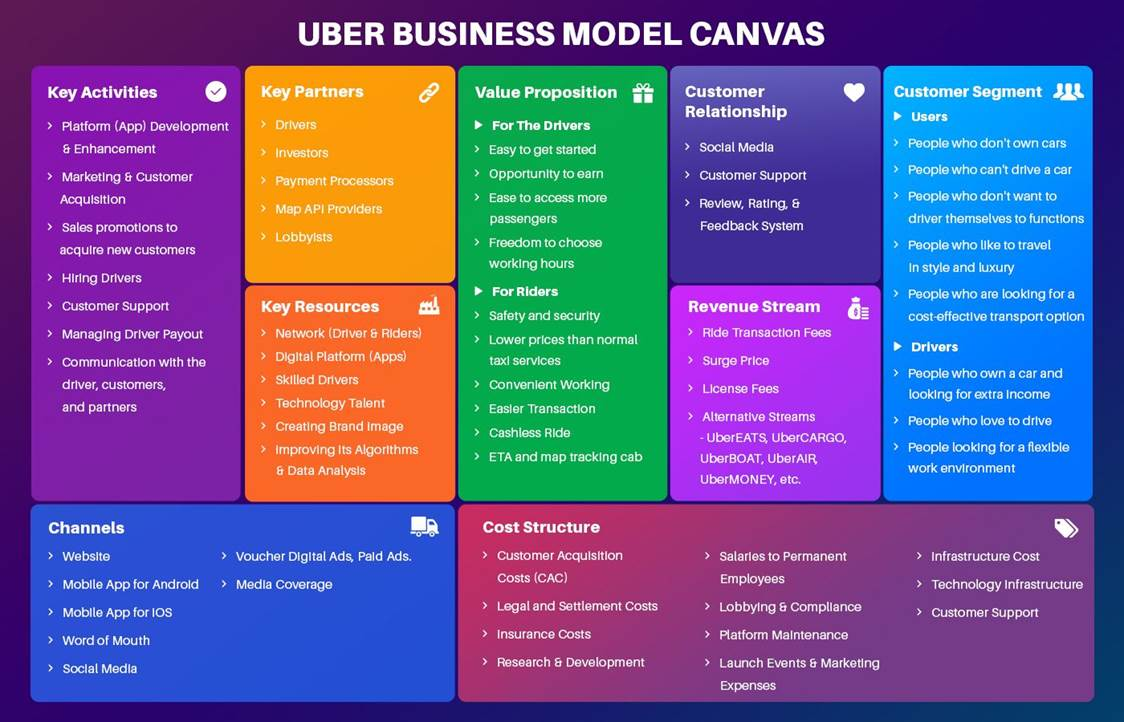 UBER BUSINESS MODEL CANVAS
Key Activities
Platform (App) Development
& Enhancement
Marketing & Customer
Acquisition
Sales promotions to
acquire new customers
Hiring Drivers
Customer Support
Managing Driver Payout
Communication with the
driver, customers,
and partners
Key Partners
Drivers
Investors
Payment Processors
Map API Providers
Lobbyists
Key Resources
Network (Driver & Riders)
Digital Platform (Apps)
Skilled Drivers
Technology Talent
Creating Brand Image
Improving its Algorithms
& Data Analysis
Value Proposition
For The Drivers
Easy to get started
Opportunity to earn
Ease to access more
passengers
Freedom to choose
working hours
For Riders
Safety and security
Lower prices than normal
taxi services
Convenient Working
Easier Transaction
Cashless Ride
ETA and map tracking cab
Customer
Relationship
Social Media
Customer Support
Review, Rating, &
Feedback System
Revenue Stream
Ride Transaction Fees
Surge Price
License Fees
Alternative Streams
- UberEATS, UberCARGO,
UberBOAT, UberAIR,
UberMONEY, etc.
Customer Segment
Users
People who don't own cars
People who can't drive a car
People who don't want to
driver themselves to functions
People who like to travel
in style and luxury
People who are looking for a
cost-effective transport option
Drivers
People who own a car and
looking for extra income
People who love to drive
People looking for a flexible
work environment
Channels
Website
Mobile App for Android
Mobile App for IOS
Word of Mouth
Social Media
Voucher Digital Ads, Paid Ads.
Media Coverage
Cost Structure
Customer Acquisition
Costs (CAC)
Legal and Settlement Costs
Insurance Costs
Research & Development
Salaries to Permanent
Employees
Lobbying & Compliance
Platform Maintenance
Launch Events & Marketing
Expenses
Infrastructure Cost
Technology Infrastructure
Customer Support